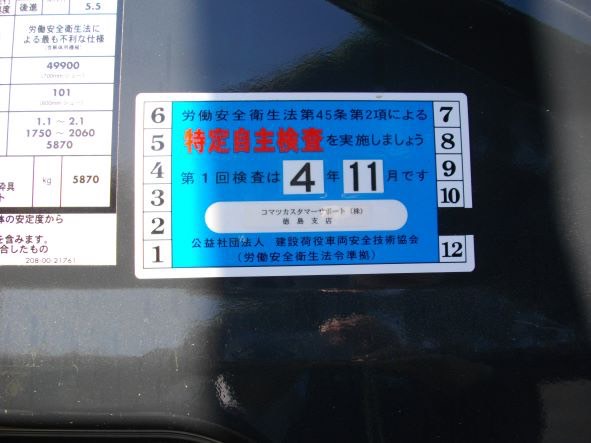 後進 5.5
労働安全衛生法に
よる最も不利な仕様
49900
101
1.1 ~ 2.1
1750 ~ 2060
5870
kg 5870
体の安定度から
を含みます。
合したもの
208-00-21761
6
5
4
3
2
1
労働安全衛生法第45条第2項による
特定自主検査を実施しましょう
第1回検査は 4 年 11 月です
コマツカスタマーサポート（株）
徳島支店
公益社団法人 建設荷役車両安全技術協会
（労働安全衛生法令準拠）
7
8
9
10
12